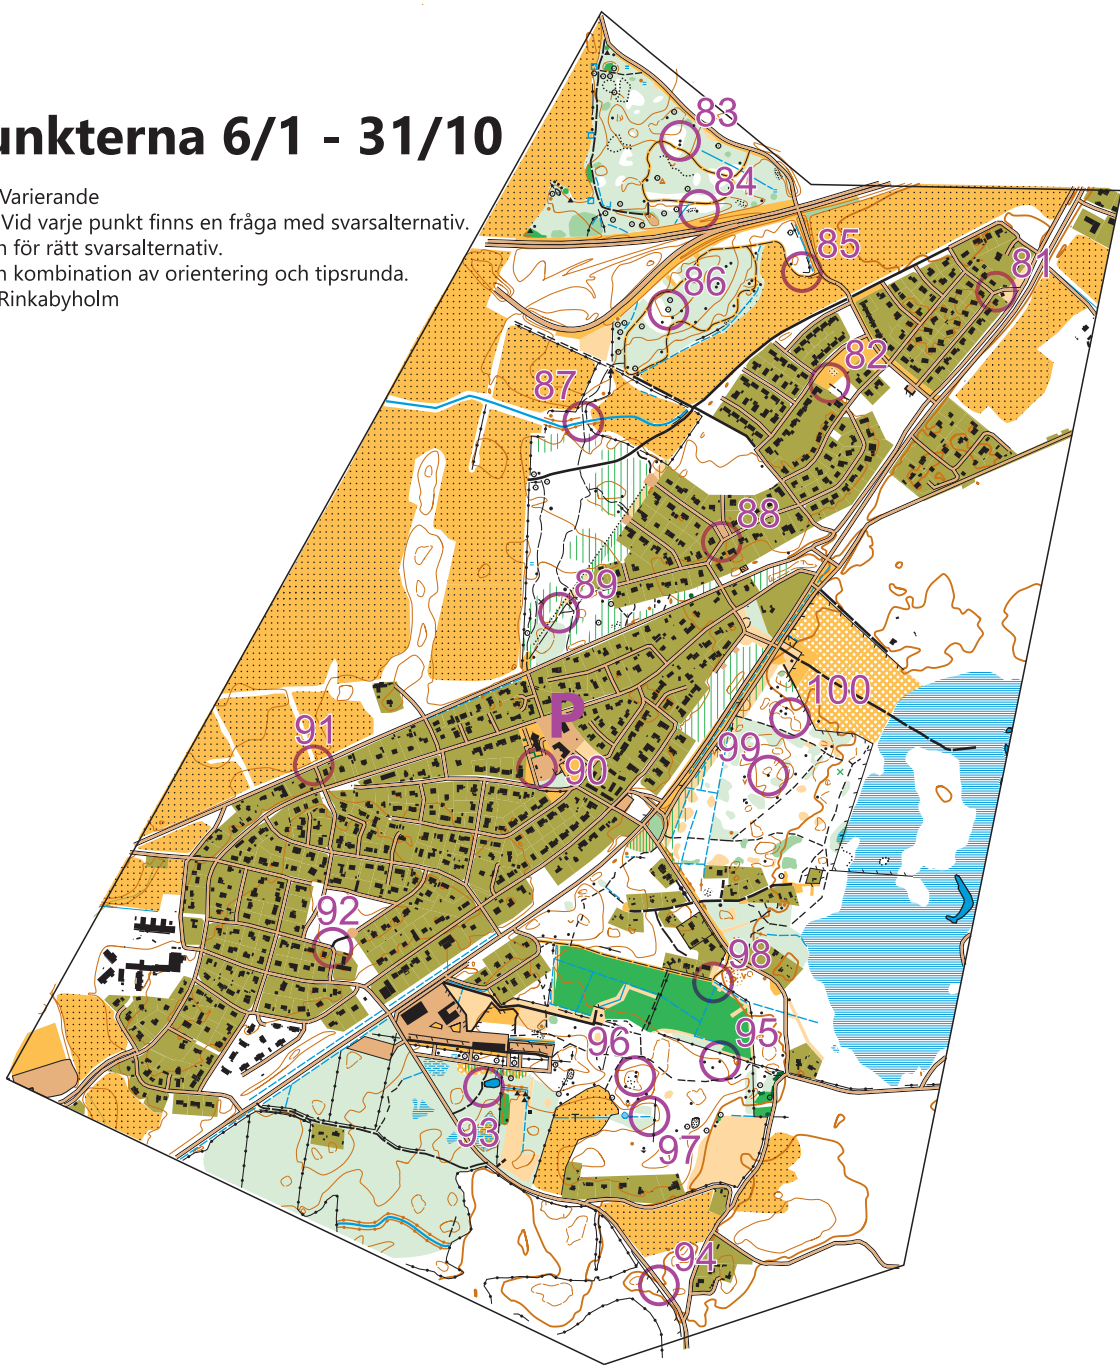 unkterna 6/1 - 31/10
Varierande
Vid varje punkt finns en fråga med svarsalternativ.
n för rätt svarsalternativ.
n kombination av orientering och tipsrunda.
Rinkabyholm
83
84
85
86
81
82
87
88
89
100
P
99
91
90
92
98
96
95
93
97
94